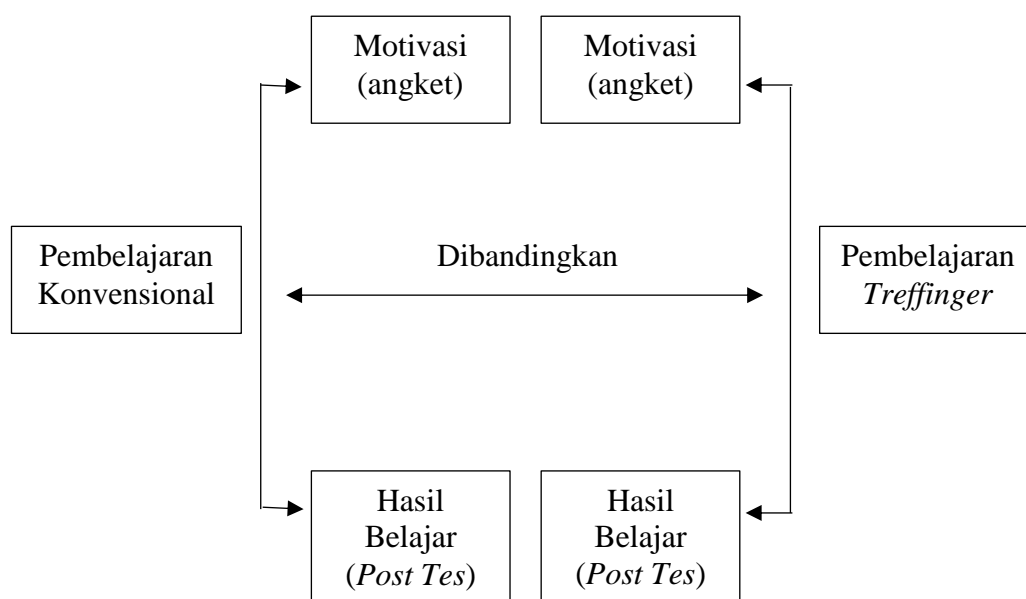 Motivasi
(angket)
Motivasi
(angket)
Pembelajaran
Konvensional
Dibandingkan
Pembelajaran
Treffinger
Hasil
Belajar
(Post Tes)
Hasil
Belajar
(Post Tes)